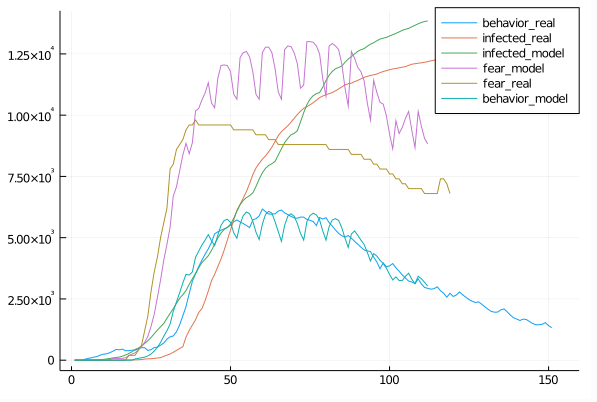 behavior_real
infected_real
infected_model
fear_model
fear_real
behavior_model
1.25×10⁴
1.00×10⁴
7.50×10³
5.00×10³
2.50×10³
0
0 50 100 150